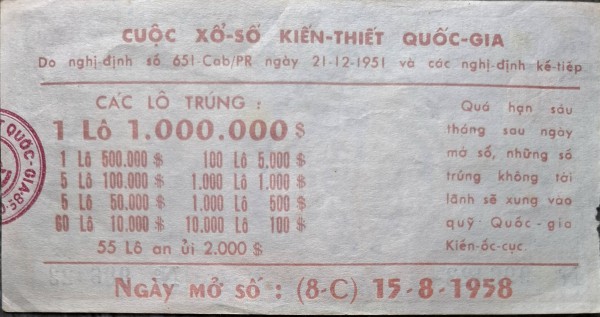 CUỘC XỔ-SỐ KIẾN-THIẾT QUỐC-GIA
Do nghị-định số 651-Cab/PR ngày 21-12-1951 và các nghị-định kế-tiếp
CÁC LÔ TRÚNG :
1 Lô 1.000.000 $
1 Lô 500.000 $ 100 Lô 5.000 $
5 Lô 100.000 $ 1.000 Lô 1.000 $
5 Lô 50.000 $ 1.000 Lô 500 $
60 Lô 10.000 $ 10.000 Lô 100 $
55 Lô an ủi 2.000 $
Quá hạn sáu
tháng sau ngày
mở số, những số
trúng không tới
lãnh sẽ xung vào
quỹ Quốc-gia
Kiến-ốc-cục.
QUỐC-GIA
NGÀY MỞ SỐ : (8-C) 15-8-1958